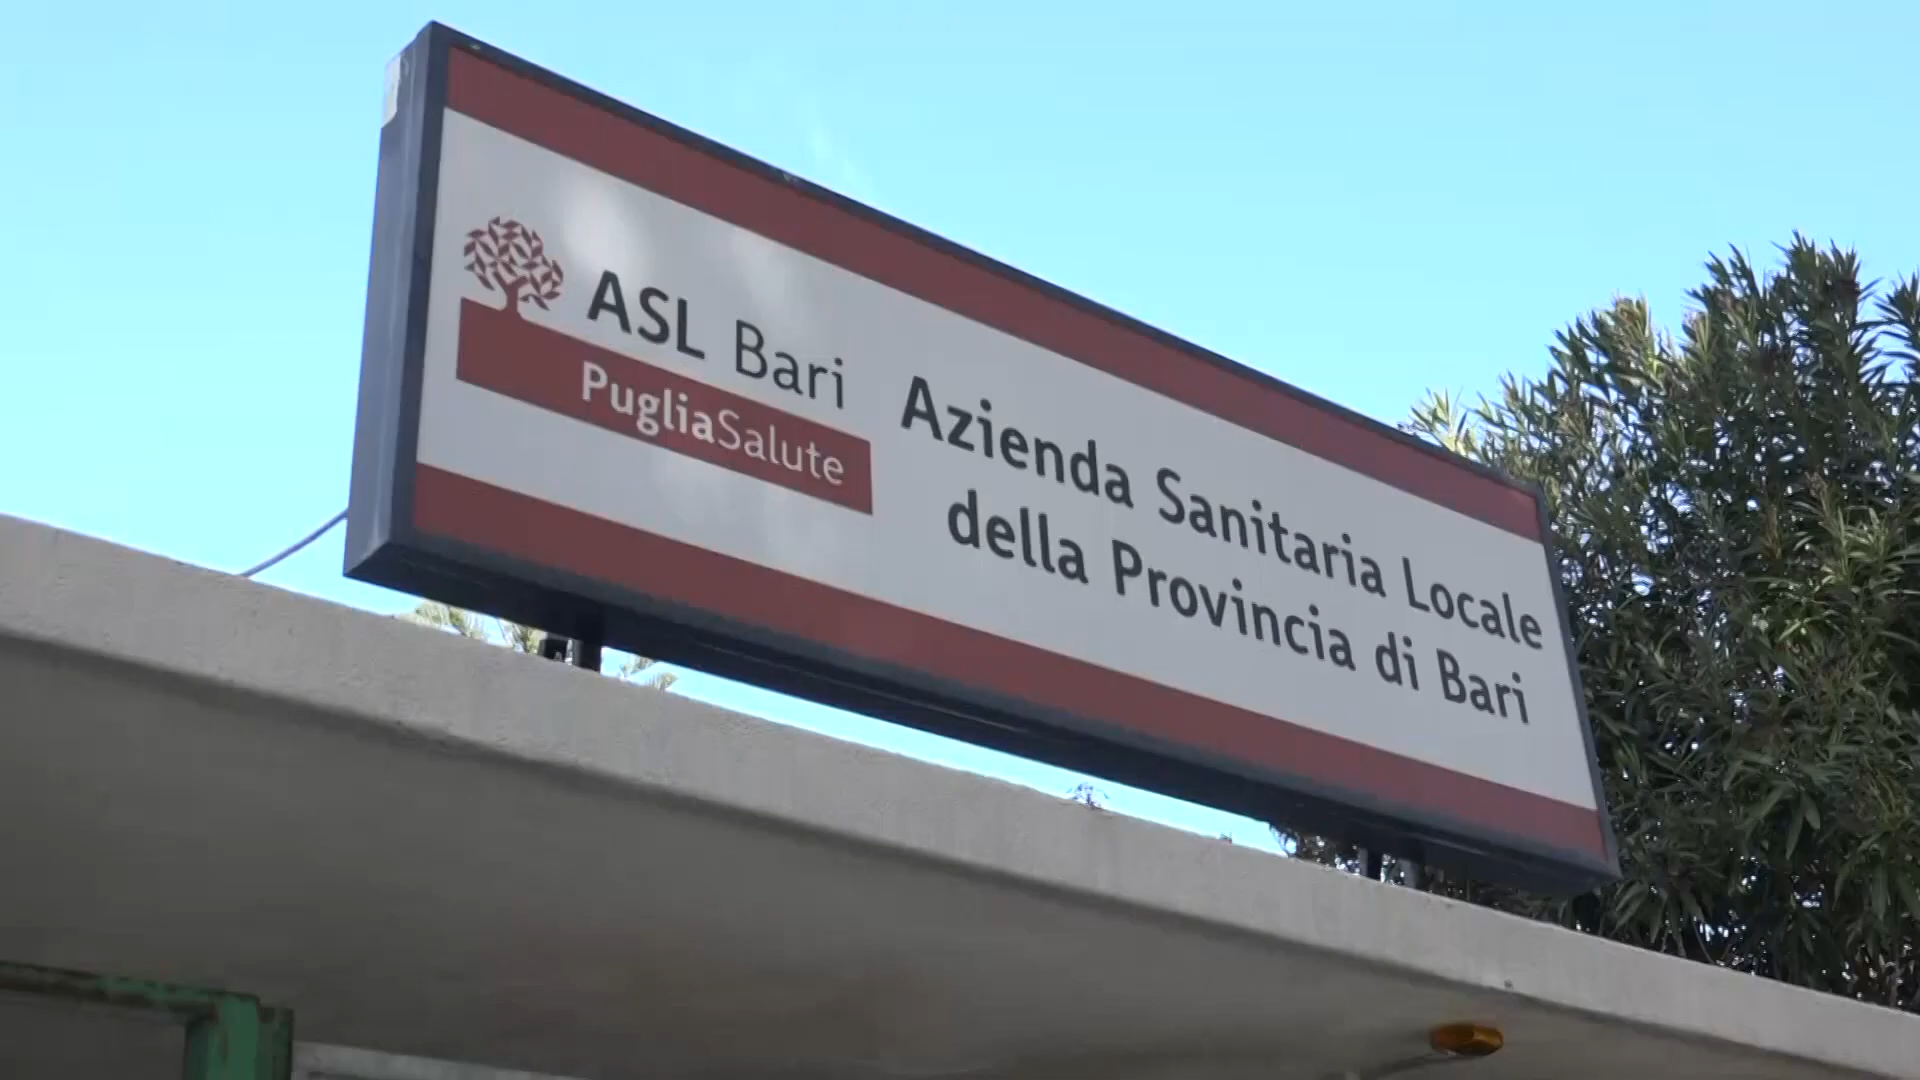 ASL Bari
PugliaSalute
Azienda Sanitaria Locale
della Provincia di Bari